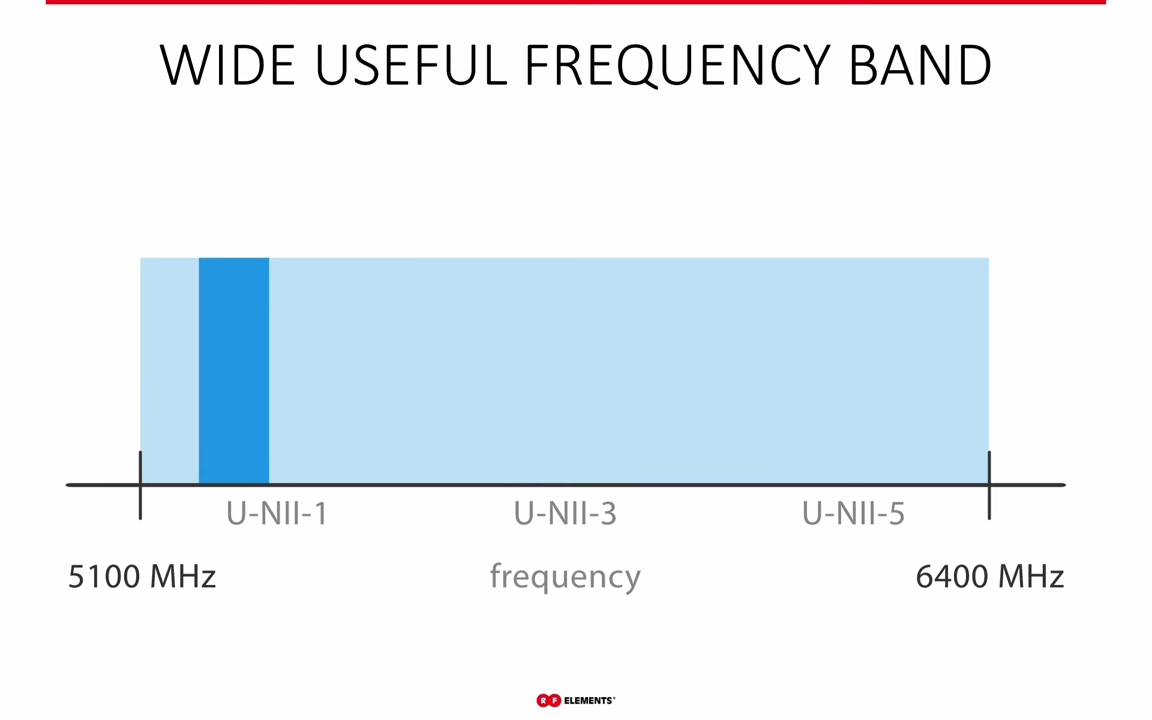 WIDE USEFUL FREQUENCY BAND
U-NII-1 U-NII-3 U-NII-5
5100 MHz frequency 6400 MHz
RF ELEMENTS®